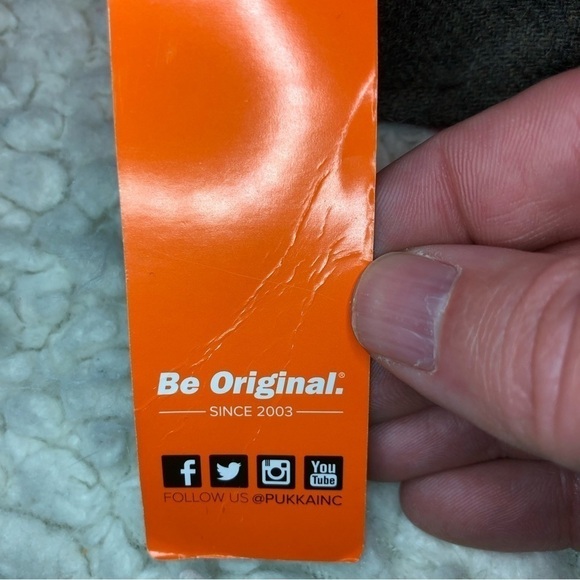 Be Original.®
SINCE 2003
f You
Tube
FOLLOW US @PUKKAINC